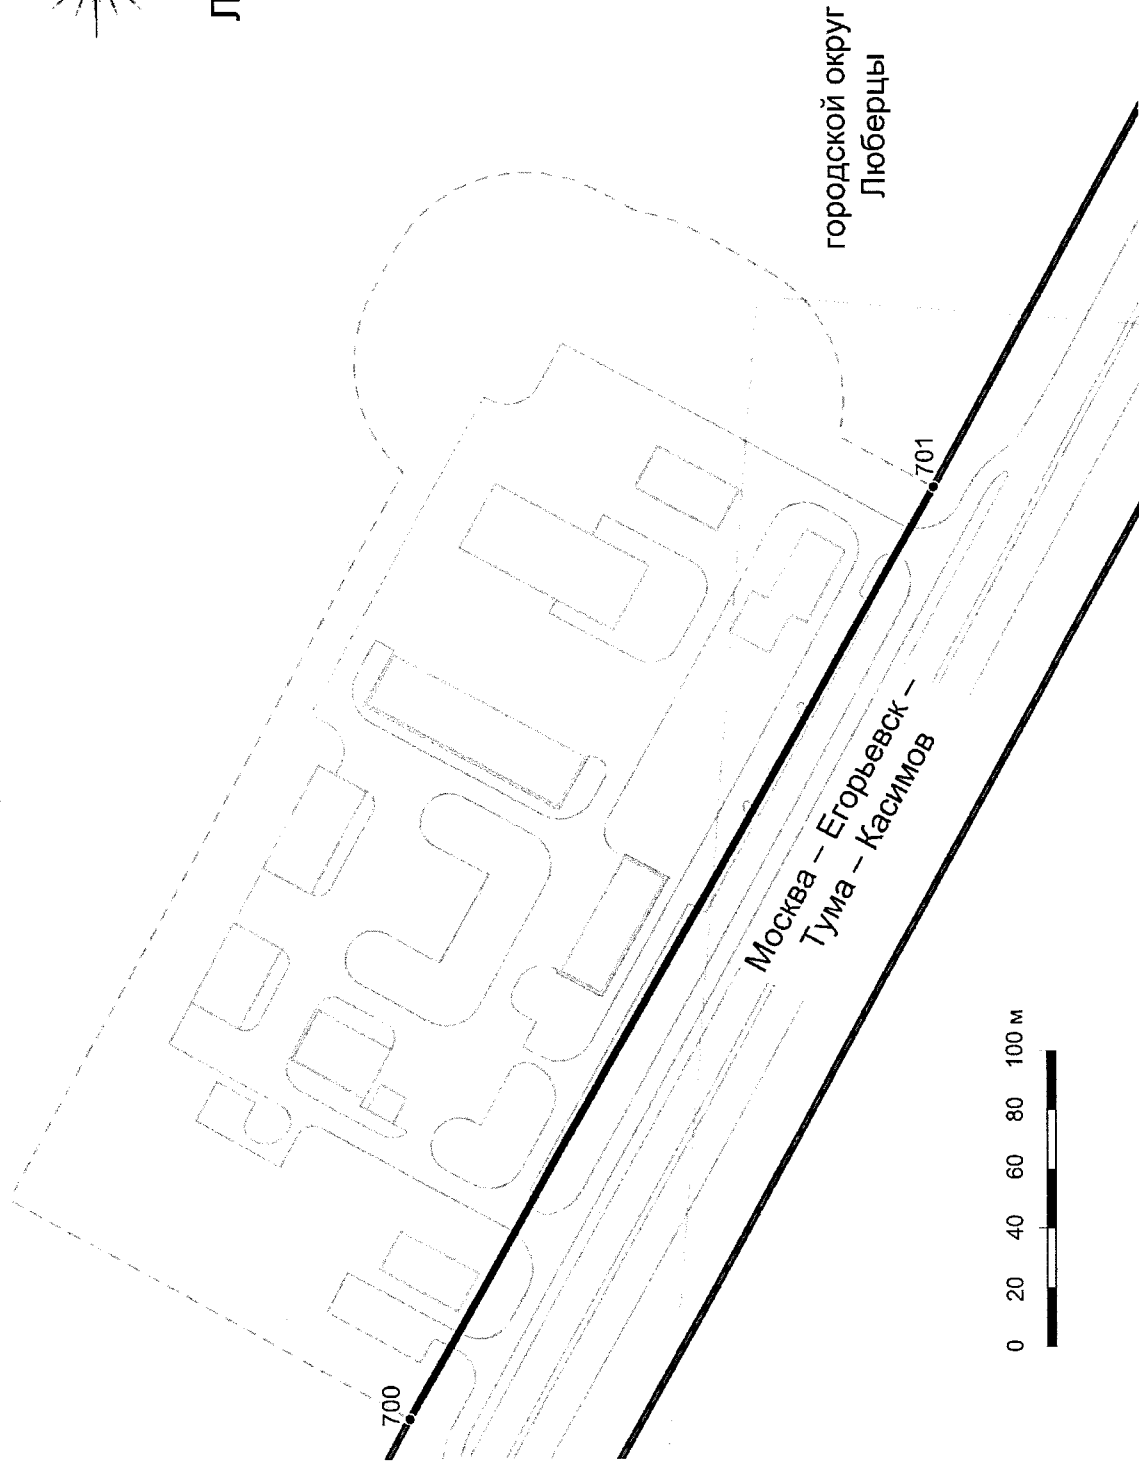 Л
городской округ
Люберцы
701
Москва – Егорьевск –
Тума – Касимов
700
0 20 40 60 80 100 м